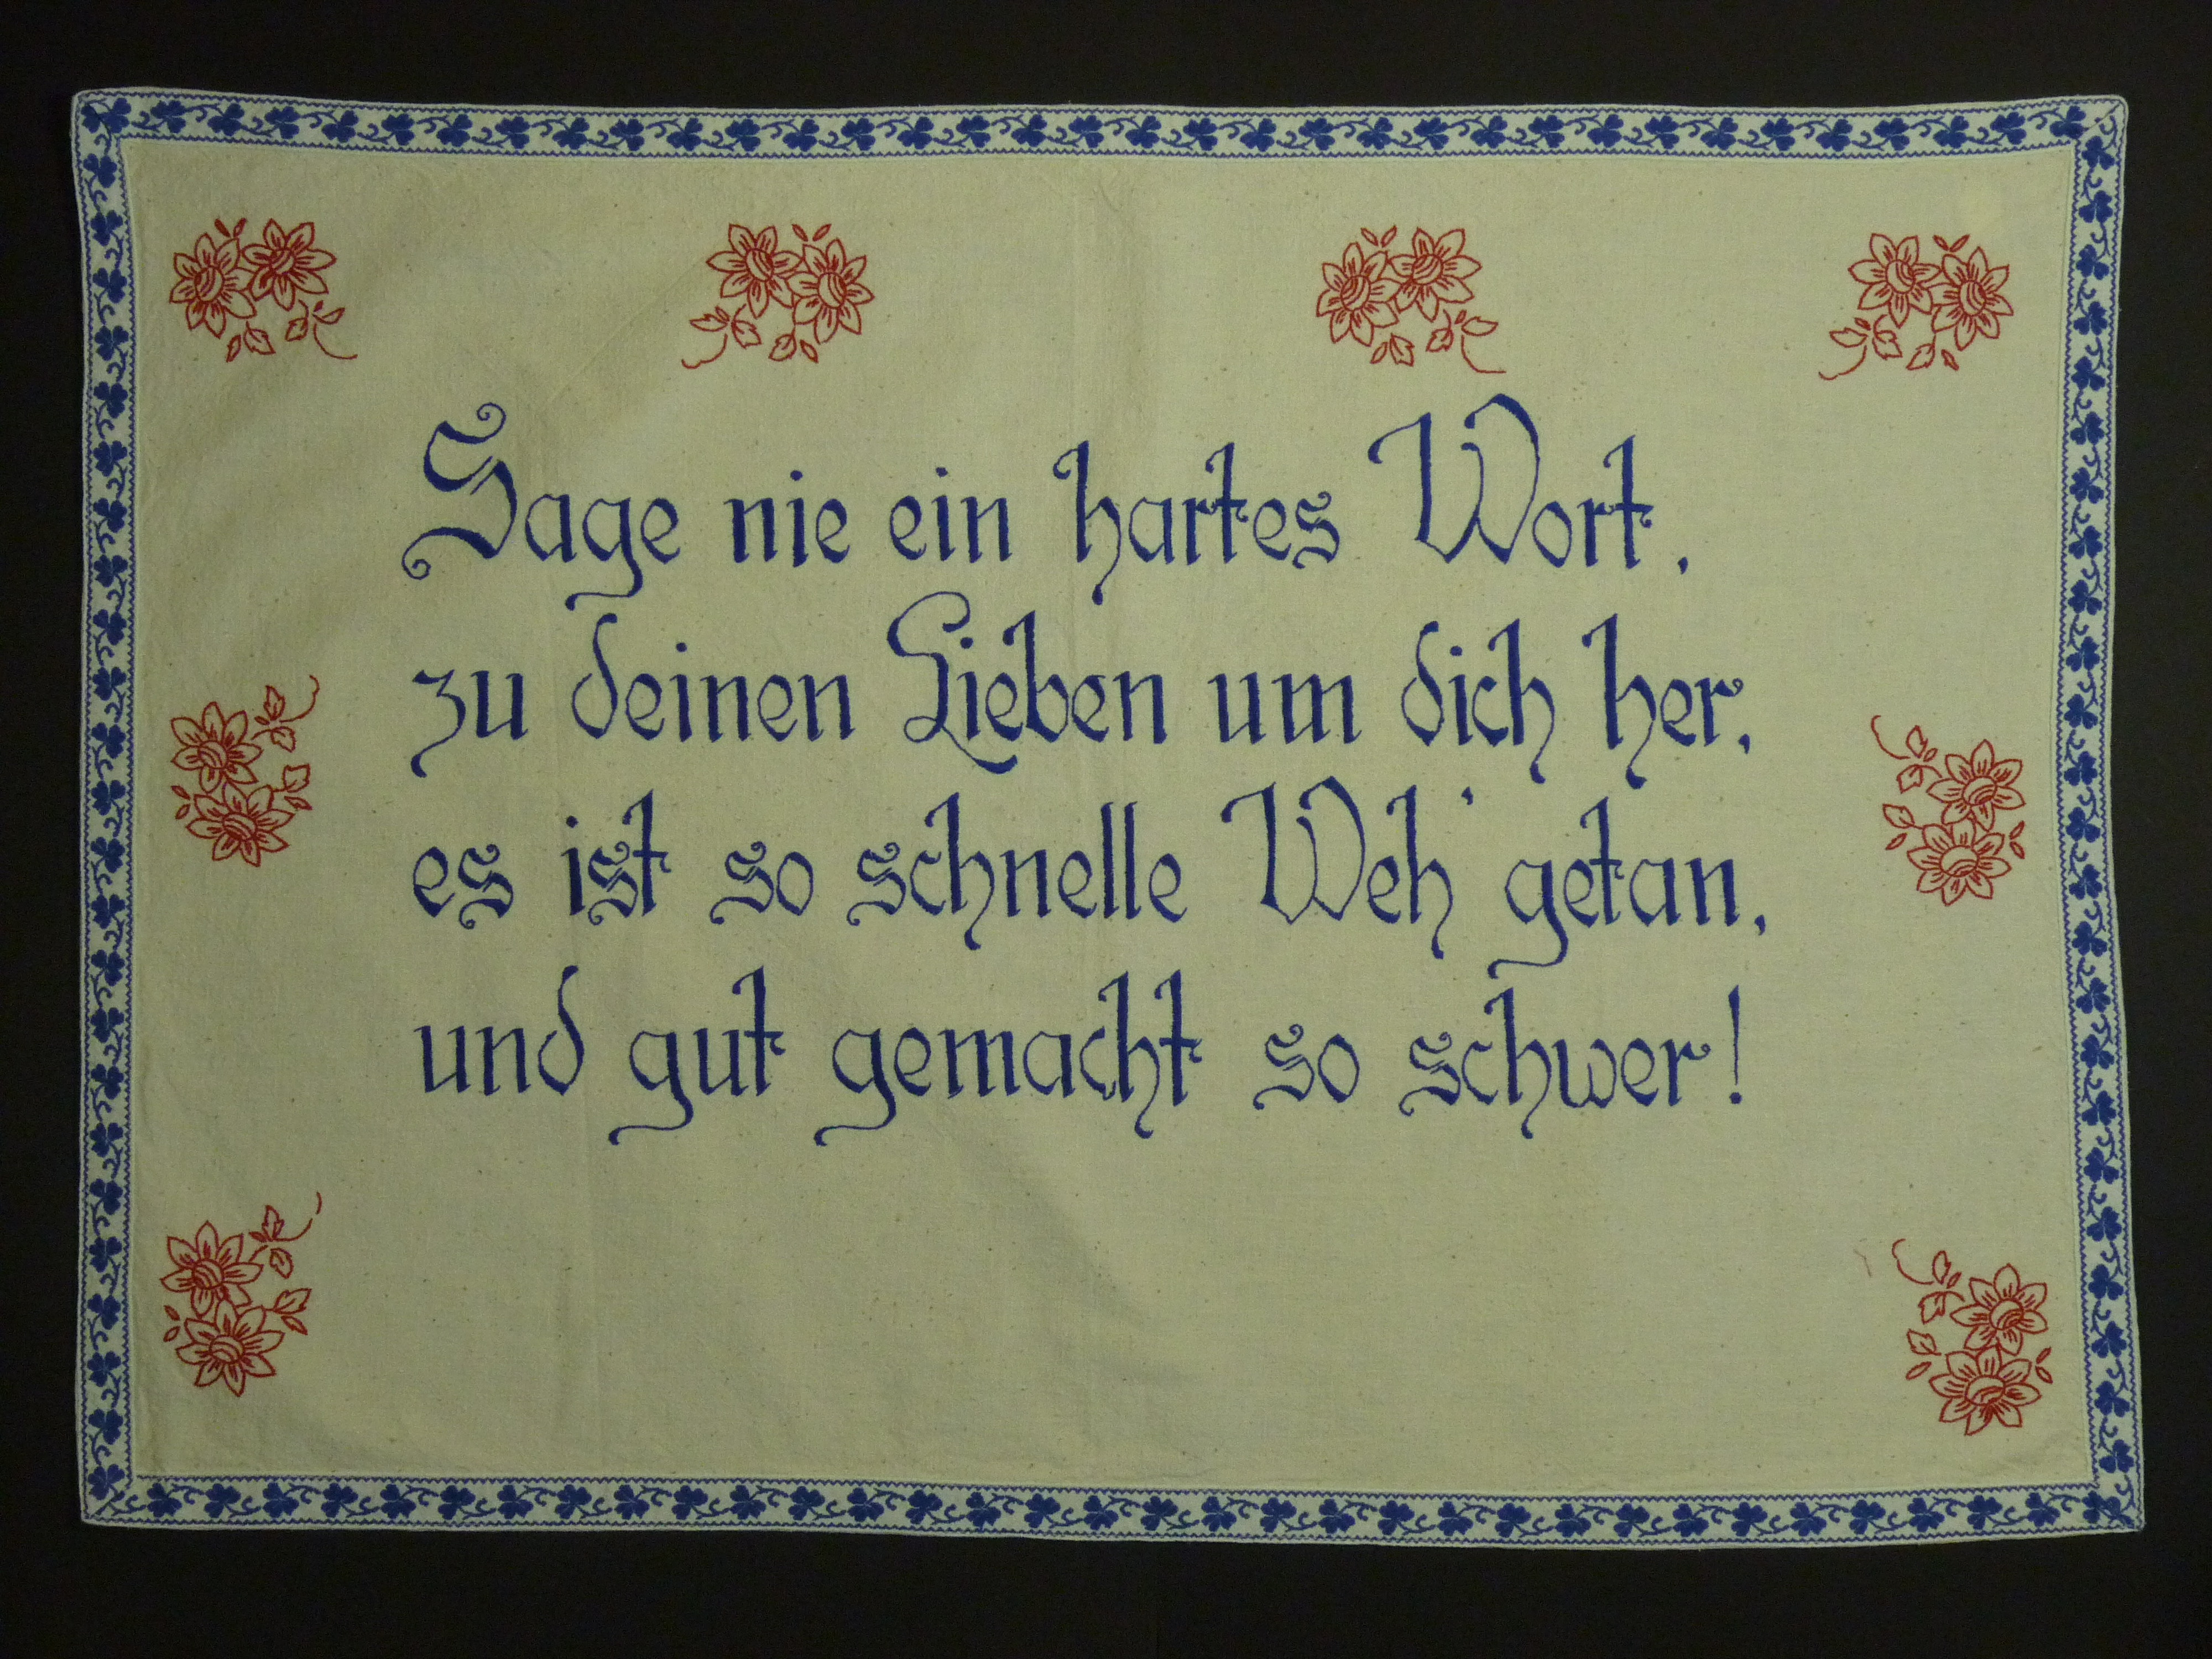 Sage nie ein hartes Wort,
zu deinen Lieben um dich her,
es ist so schnelle Weh' getan,
und gut gemacht so schwer!